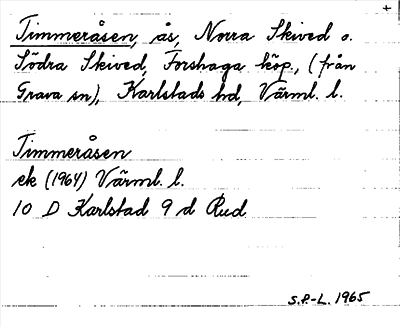 +
Timmeråsen, ås, Norra Skived o.
Södra Skived, Forshaga köp., (från
Grava sn), Karlstads hd, Värml. l.
Timmeråsen
ek (1964) Värml. l.
10 D Karlstad 9 d Rud
S.P.-L. 1965